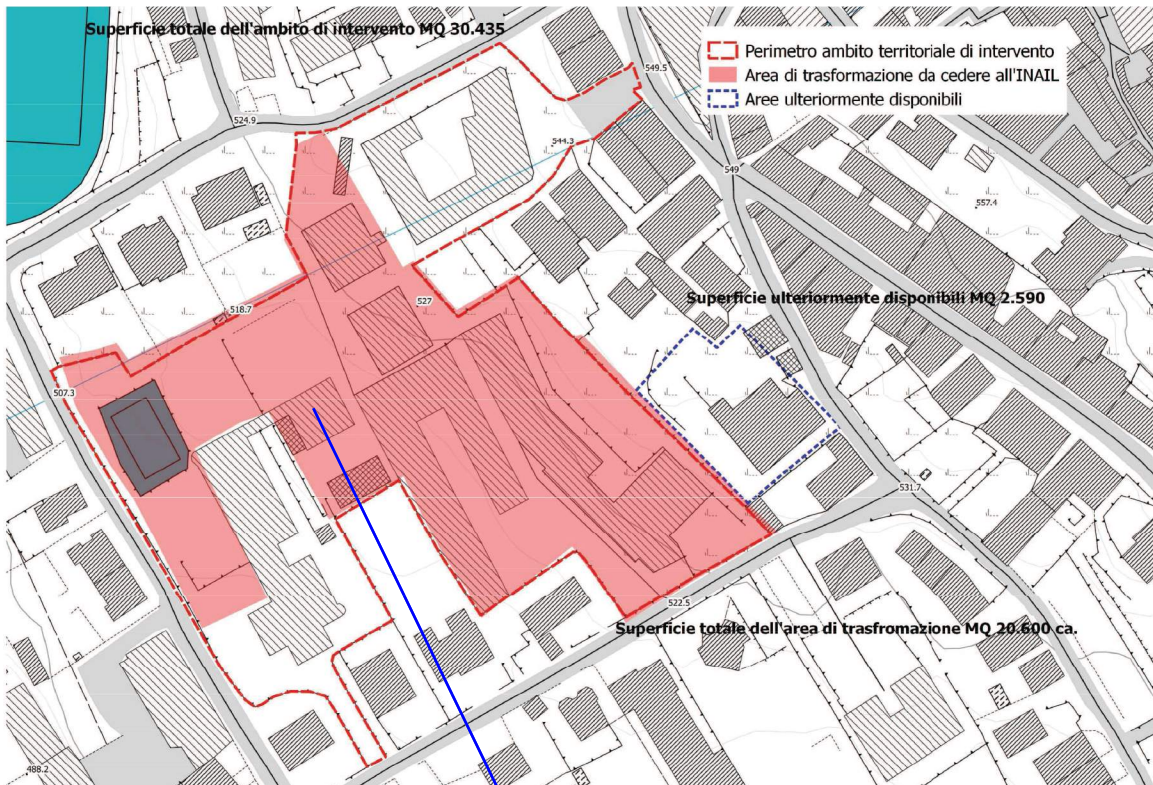 Superficie totale dell'ambito di intervento MQ 30.435
Perimetro ambito territoriale di intervento
Area di trasformazione da cedere all'INAIL
Aree ulteriormente disponibili
549.5
524.9
544.3
549
557.4
Superficie ulteriormente disponibili MQ 2.590
527
518.7
507.3
531.7
522.5
Superficie totale dell'area di trasfromazione MQ 20.600 ca.
488.2